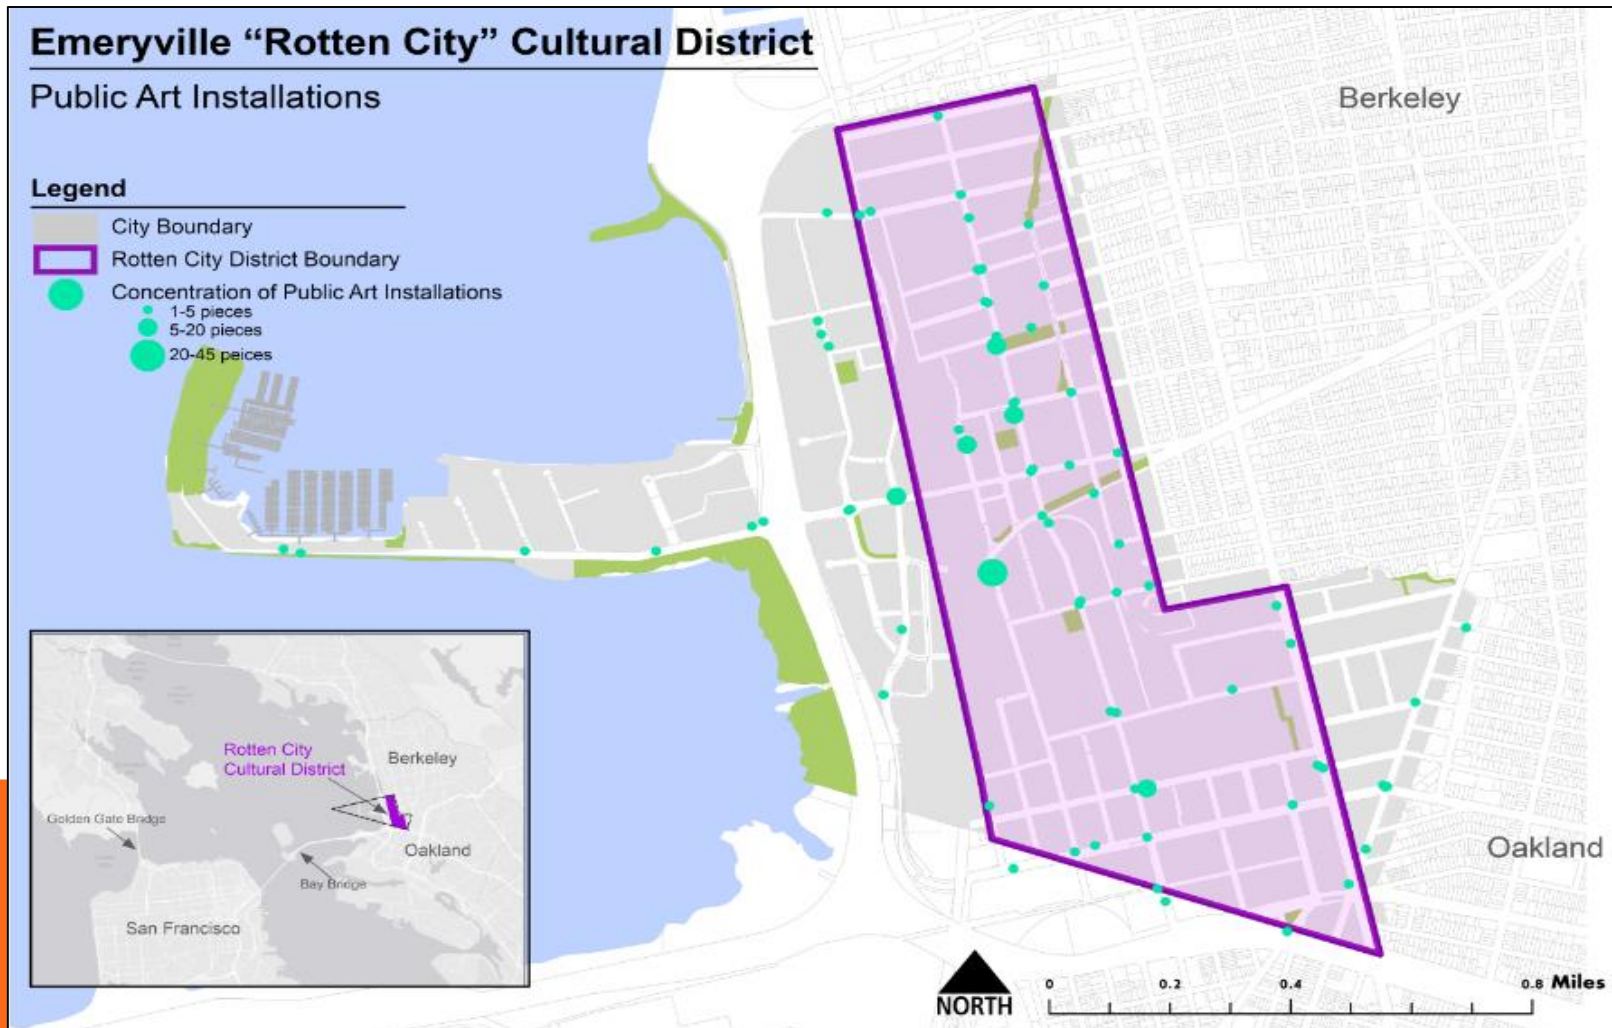 Emeryville “Rotten City” Cultural District
Public Art Installations
Legend
City Boundary
Rotten City District Boundary
Concentration of Public Art Installations
1-5 pieces
5-20 pieces
20-45 peices
Berkeley
Oakland
Rotten City
Cultural District
Berkeley
Golden Gate Bridge
Oakland
Bay Bridge
San Francisco
NORTH
0 0.2 0.4 0.8 Miles